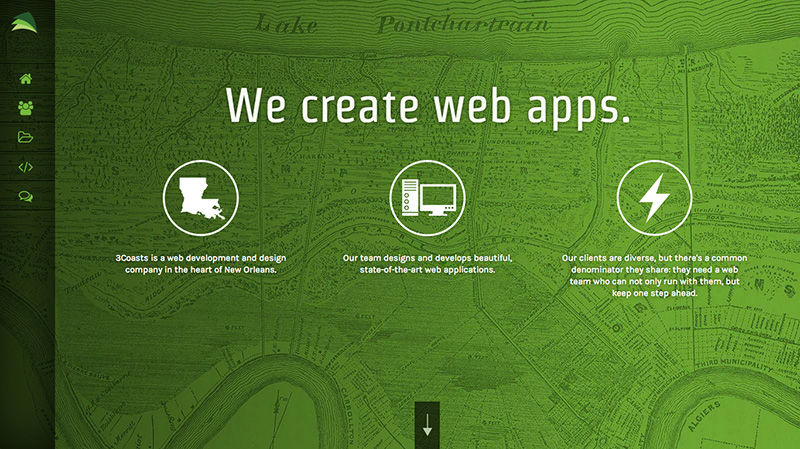 Lake Pontchartrain
We create web apps.
3Coasts is a web development and design
company in the heart of New Orleans.
Our team designs and develops beautiful,
state-of-the-art web applications.
Our clients are diverse, but there's a common
denominator they share: they need a web
team who can not only run with them, but
keep one step ahead.
THIRD MUNICIPALITY
CARROLLTON
ALGIERS